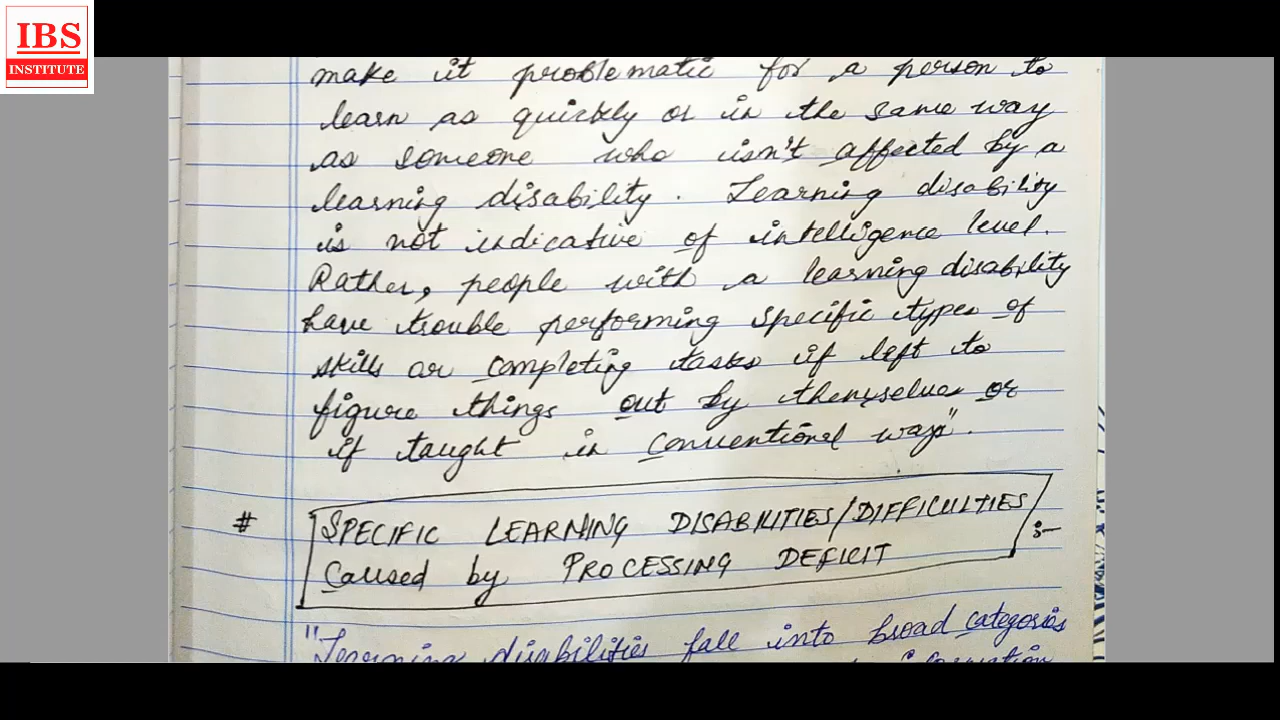 IBS
INSTITUTE
make it problematic for a person to
learn as quickly or in the same way
as someone who isn't affected by a
learning disability. Learning disability
is not indicative of intelligence level.
Rather, people with a learning disability
have trouble performing specific types of
skills or completing tasks if left to
figure things out by themselves or
if taught in conventional ways".
# SPECIFIC LEARNING DISABILITIES/DIFFICULTIES :-
Caused by PROCESSING DEFICIT
"Learning disabilities fall into broad categories
information